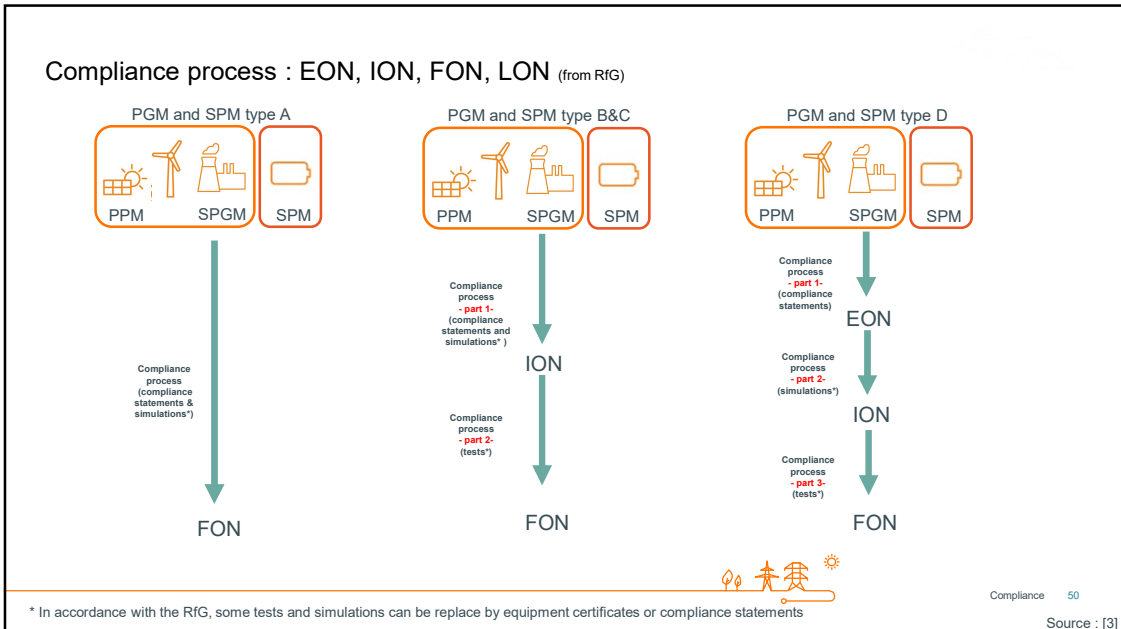 Compliance process : EON, ION, FON, LON (from RfG)
PGM and SPM type A
PPM
SPGM
SPM
Compliance
process
(compliance
statements &
simulations*)
FON
PGM and SPM type B&C
PPM
SPGM
SPM
Compliance
process
- part 1-
(compliance
statements and
simulations* )
ION
Compliance
process
- part 2-
(tests*)
FON
PGM and SPM type D
PPM
SPGM
SPM
Compliance
process
- part 1-
(compliance
statements)
EON
Compliance
process
- part 2-
(simulations*)
ION
Compliance
process
- part 3-
(tests*)
FON
* In accordance with the RfG, some tests and simulations can be replace by equipment certificates or compliance statements
Compliance 50
Source : [3]